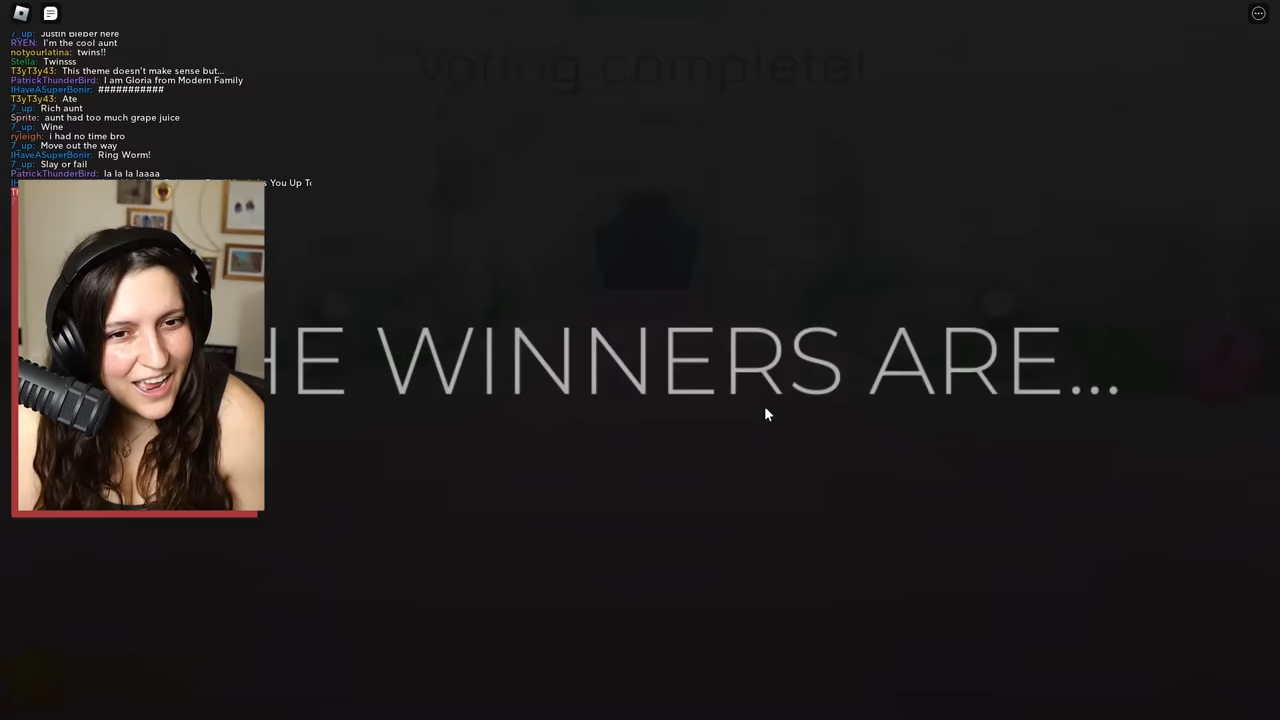 7_up: Justin Bieber here
RYEN: I'm the cool aunt
notyourlatina: twins!!
Stella: Twinsss
T3yT3y43: This theme doesn't make sense but...
PatrickThunderBird: I am Gloria from Modern Family
IHaveASuperBonir: ###########
T3yT3y43: Ate
7_up: Rich aunt
Sprite: aunt had too much grape juice
7_up: Wine
ryleigh: i had no time bro
7_up: Move out the way
IHaveASuperBonir: Ring Worm!
7_up: Slay or fail
PatrickThunderBird: la la la laaaa
You Up
Voting complete!
HE WINNERS ARE...